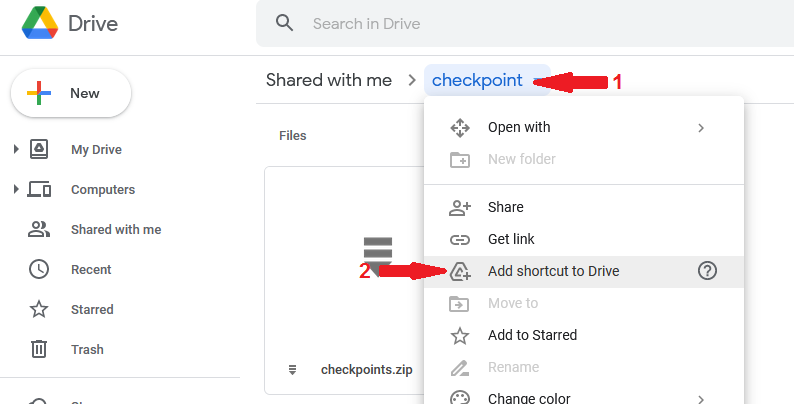 Drive
Search in Drive
New
My Drive
Computers
Shared with me
Recent
Starred
Trash
Shared with me > checkpoint
1
Files
checkpoints.zip
Open with
New folder
Share
Get link
2
Add shortcut to Drive
?
Move to
Add to Starred
Rename
Change color